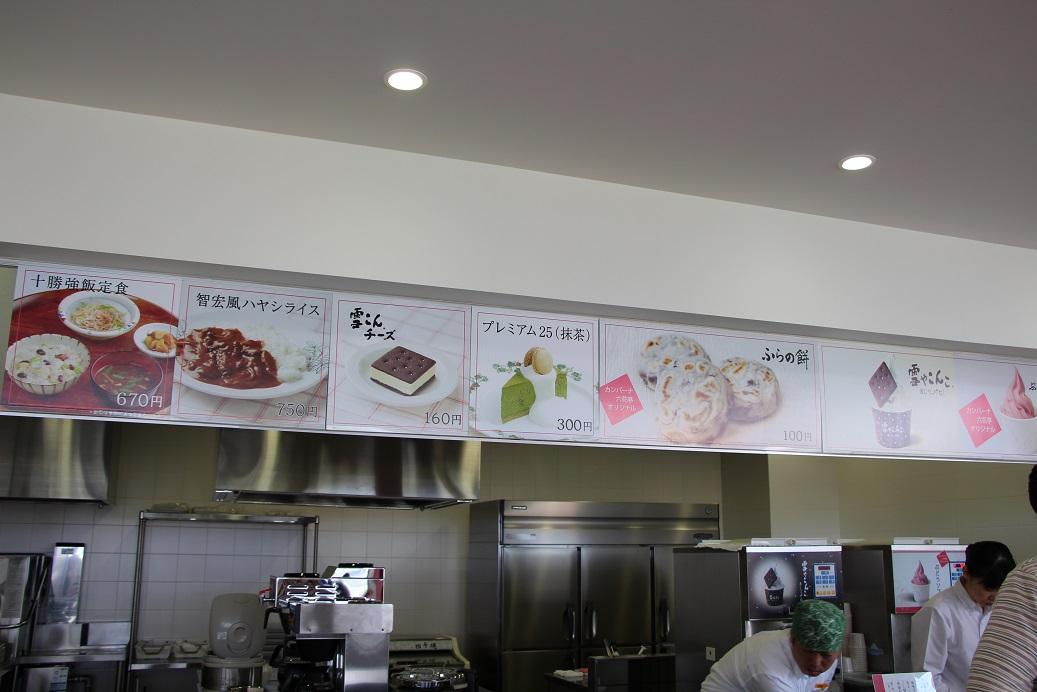 十勝強飯定食
670円
智宏風ハヤシライス
750円
雪こん
チーズ
160円
プレミアム25(抹茶)
300円
カンパーナ
六花亭
オリジナル
ふらの餅
100円
雪やこんこ
カンパーナ
六花亭
オリジナル